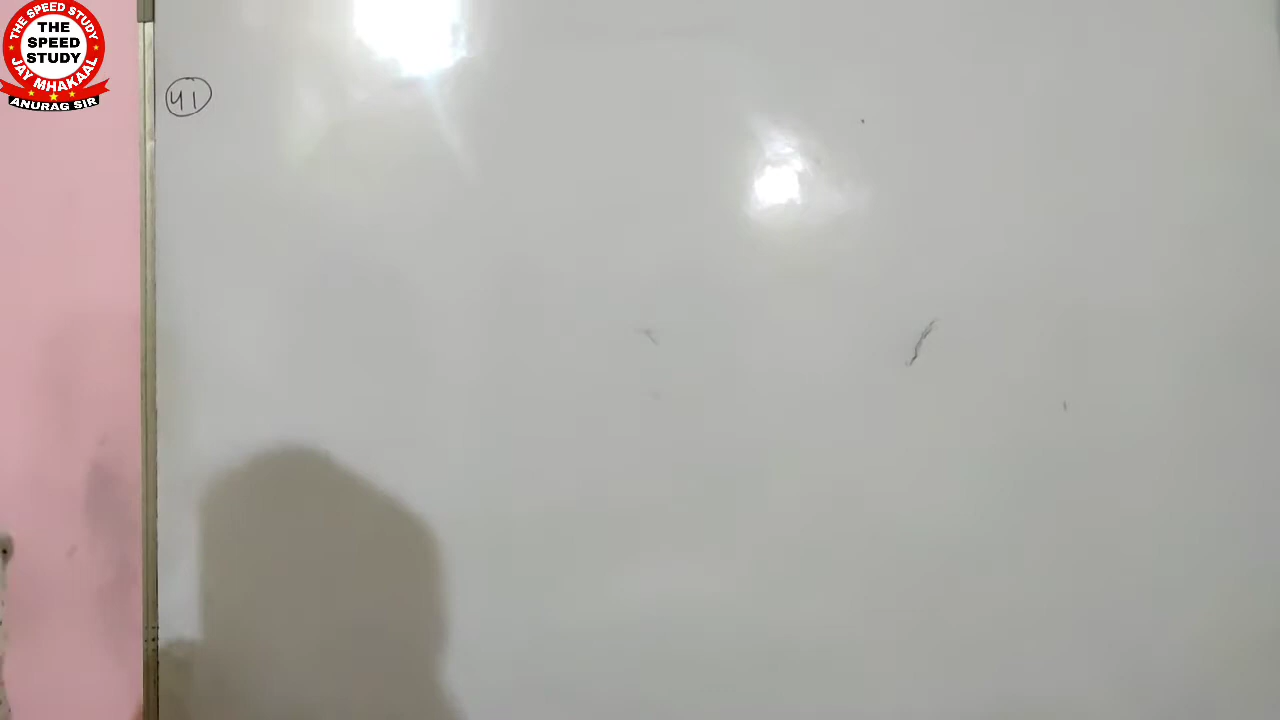 THE SPEED STUDY
THE
SPEED
STUDY
JAY MHAKAAL
ANURAG SIR
41